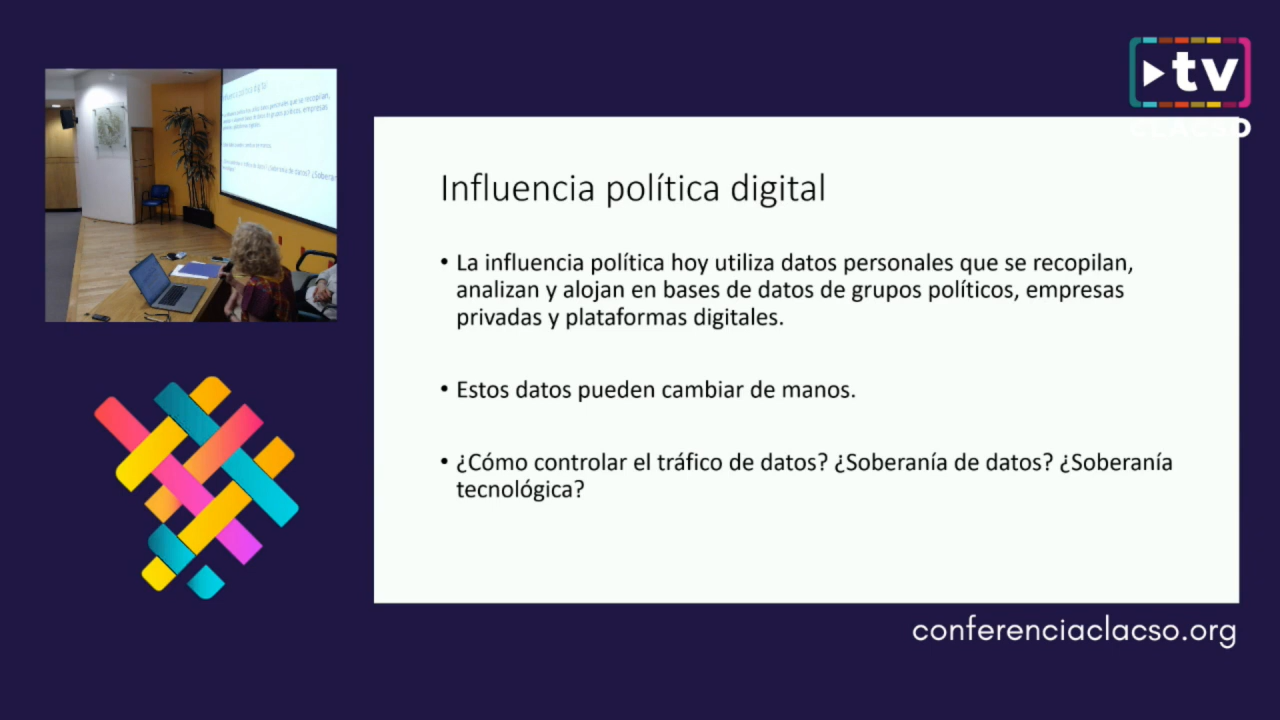 tv
CLACSO
Influencia política digital
• La influencia política hoy utiliza datos personales que se recopilan,
analizan y alojan en bases de datos de grupos políticos, empresas
privadas y plataformas digitales.
• Estos datos pueden cambiar de manos.
• ¿Cómo controlar el tráfico de datos? ¿Soberanía de datos? ¿Soberanía
tecnológica?
conferenciaclacso.org